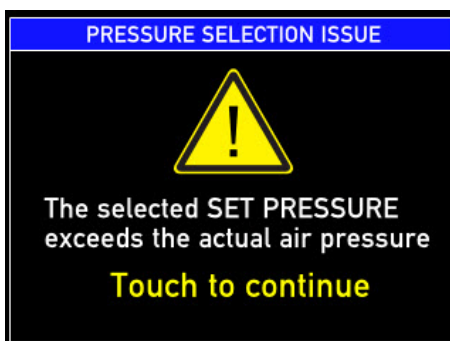 PRESSURE SELECTION ISSUE
!
The selected SET PRESSURE
exceeds the actual air pressure
Touch to continue